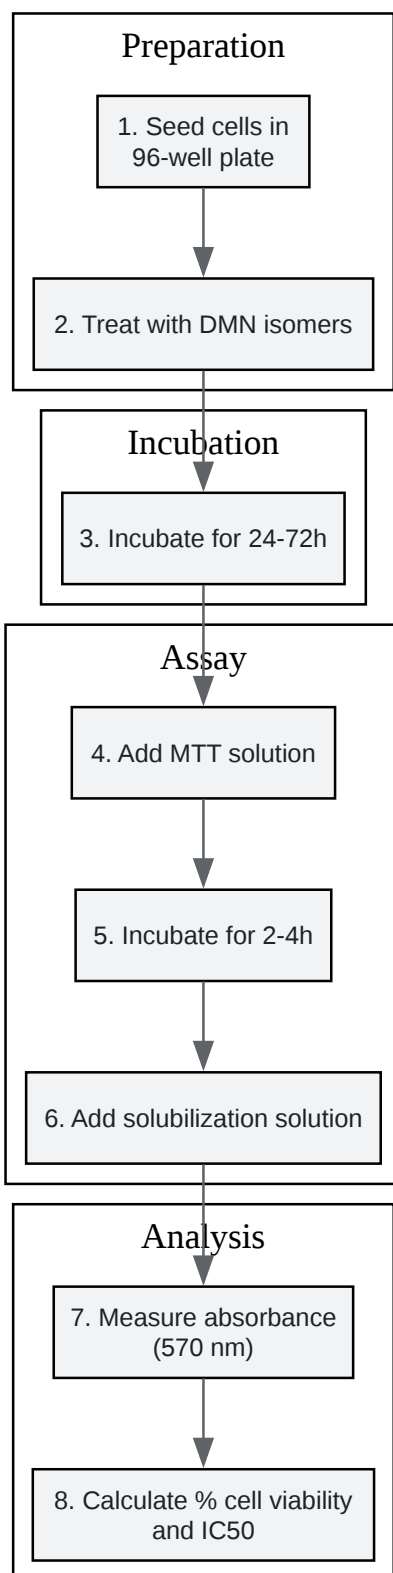 Preparation
1. Seed cells in
96-well plate
2. Treat with DMN isomers
Incubation
3. Incubate for 24-72h
Assay
4. Add MTT solution
5. Incubate for 2-4h
6. Add solubilization solution
Analysis
7. Measure absorbance
(570 nm)
8. Calculate % cell viability
and IC50